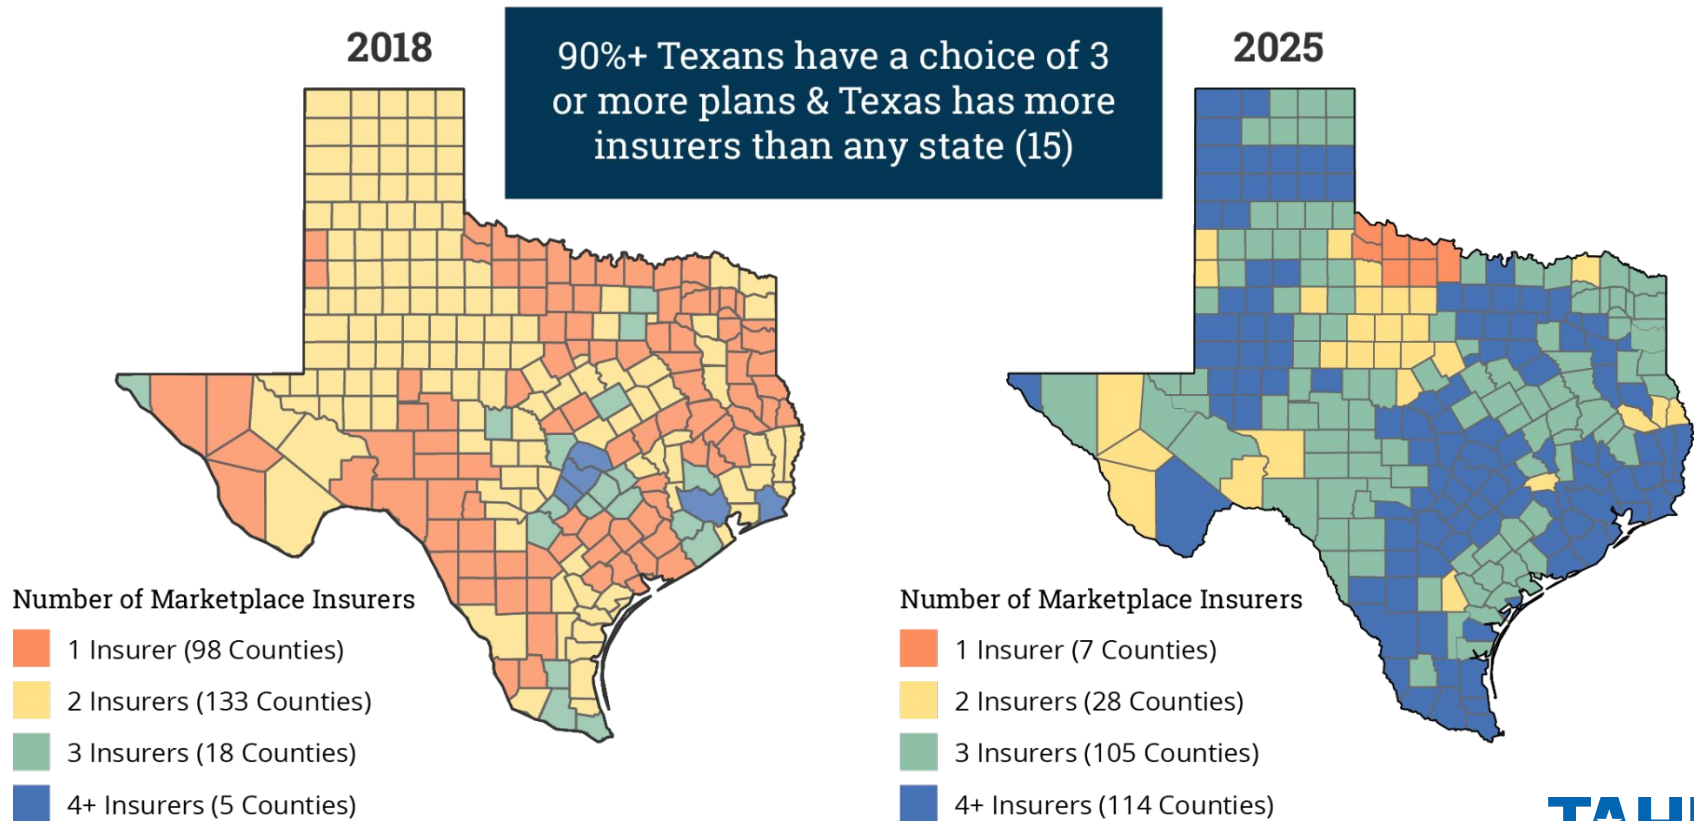 2018
90%+ Texans have a choice of 3
or more plans & Texas has more
insurers than any state (15)
2025
Number of Marketplace Insurers
1 Insurer (98 Counties)
2 Insurers (133 Counties)
3 Insurers (18 Counties)
4+ Insurers (5 Counties)
Number of Marketplace Insurers
1 Insurer (7 Counties)
2 Insurers (28 Counties)
3 Insurers (105 Counties)
4+ Insurers (114 Counties)